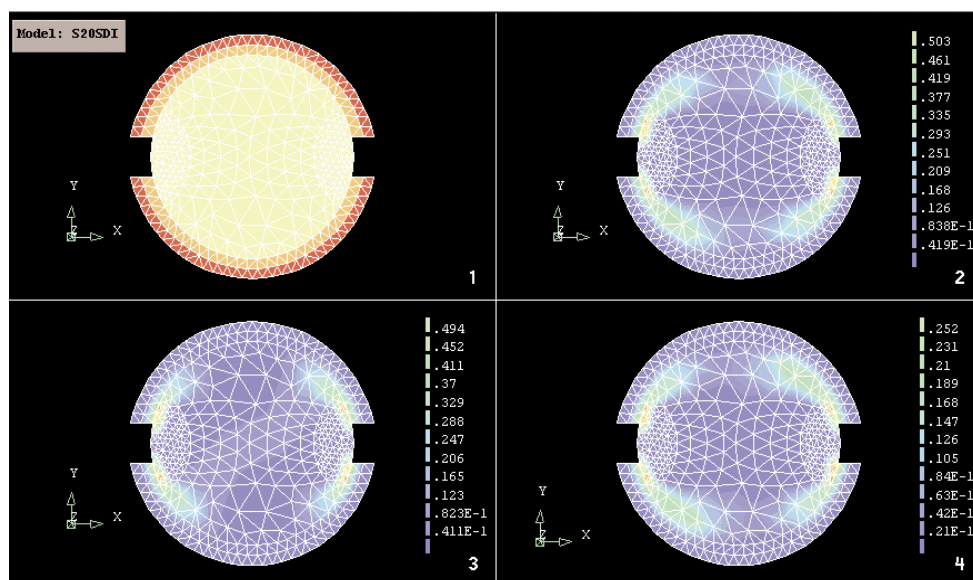 Model: S20SDI
Y
Z
X
1
.503
.461
.419
.377
.335
.293
.251
.209
.168
.126
.838E-1
.419E-1
Y
Z
X
2
.494
.452
.411
.37
.329
.288
.247
.206
.165
.123
.823E-1
.411E-1
Y
Z
X
3
.252
.231
.21
.189
.168
.147
.126
.105
.84E-1
.63E-1
.42E-1
.21E-1
Y
Z
X
4